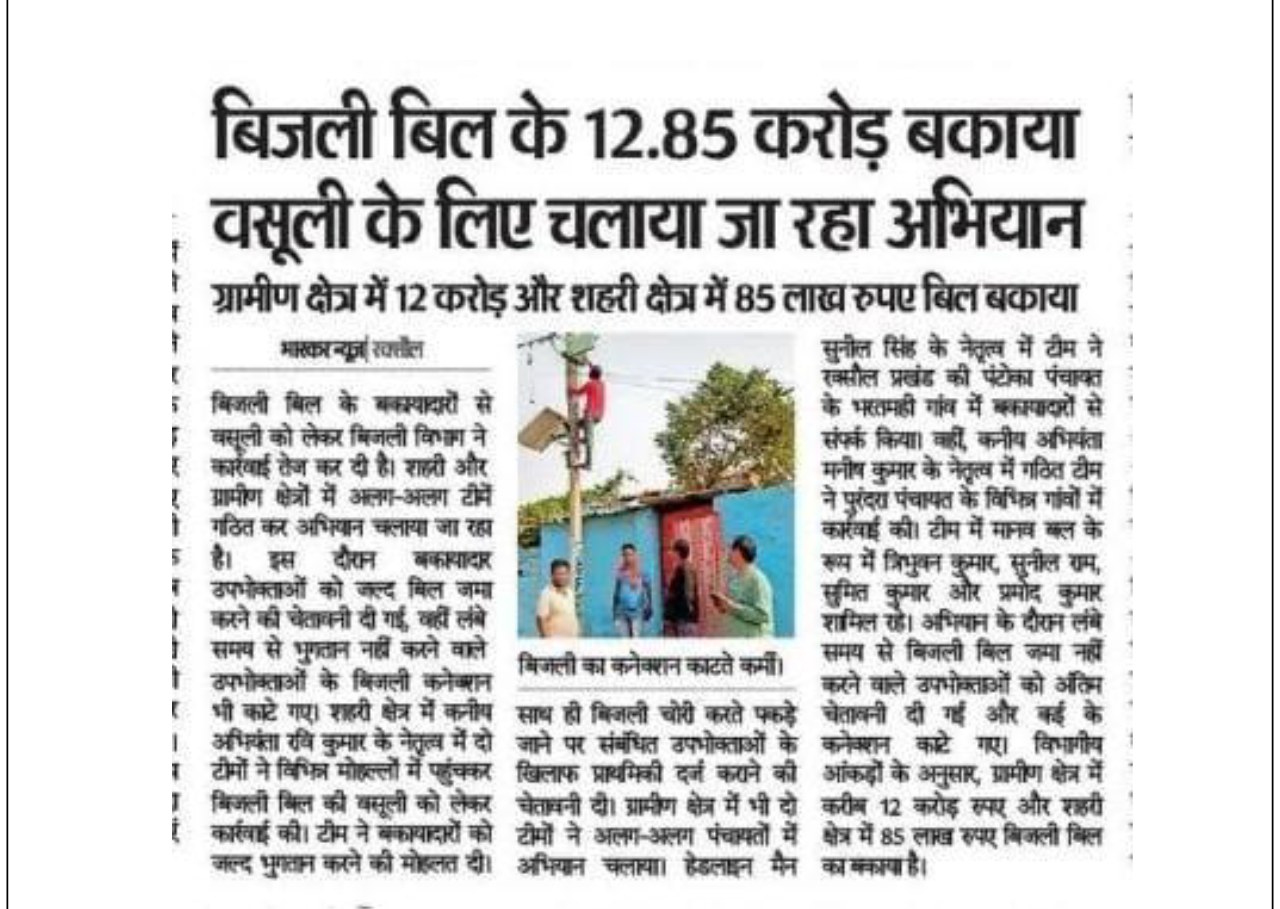 बिजली बिल के 12.85 करोड़ बकाया
वसूली के लिए चलाया जा रहा अभियान
ग्रामीण क्षेत्र में 12 करोड़ और शहरी क्षेत्र में 85 लाख रुपए बिल बकाया
भास्कर न्यूज | रक्सौल
बिजली बिल के बकायादारों से
वसूली को लेकर बिजली विभाग ने
कार्रवाई तेज कर दी है। शहरी और
ग्रामीण क्षेत्रों में अलग-अलग टीमें
गठित कर अभियान चलाया जा रहा
है। इस दौरान बकायादार
उपभोक्ताओं को जल्द बिल जमा
करने की चेतावनी दी गई, वहीं लंबे
समय से भुगतान नहीं करने वाले
उपभोक्ताओं के बिजली कनेक्शन
भी काटे गए। शहरी क्षेत्र में कनीय
अभियंता रवि कुमार के नेतृत्व में दो
टीमों ने विभिन्न मोहल्लों में पहुंचकर
बिजली बिल की वसूली को लेकर
कार्रवाई की। टीम ने बकायादारों को
जल्द भुगतान करने की मोहलत दी।
बिजली का कनेक्शन काटते कर्मी।
साथ ही बिजली चोरी करते पकड़े
जाने पर संबंधित उपभोक्ताओं के
खिलाफ प्राथमिकी दर्ज कराने की
चेतावनी दी। ग्रामीण क्षेत्र में भी दो
टीमों ने अलग-अलग पंचायतों में
अभियान चलाया। हेडलाइन मैन
सुनील सिंह के नेतृत्व में टीम ने
रक्सौल प्रखंड की पंटोका पंचायत
के भरतमही गांव में बकायादारों से
संपर्क किया। वहीं, कनीय अभियंता
मनीष कुमार के नेतृत्व में गठित टीम
ने पुरंदरा पंचायत के विभिन्न गांवों में
कार्रवाई की। टीम में मानव बल के
रूप में त्रिभुवन कुमार, सुनील राम,
सुमित कुमार और प्रमोद कुमार
शामिल रहे। अभियान के दौरान लंबे
समय से बिजली बिल जमा नहीं
करने वाले उपभोक्ताओं को अंतिम
चेतावनी दी गई और कई के
कनेक्शन काटे गए। विभागीय
आंकड़ों के अनुसार, ग्रामीण क्षेत्र में
करीब 12 करोड़ रुपए और शहरी
क्षेत्र में 85 लाख रुपए बिजली बिल
का बकाया है।